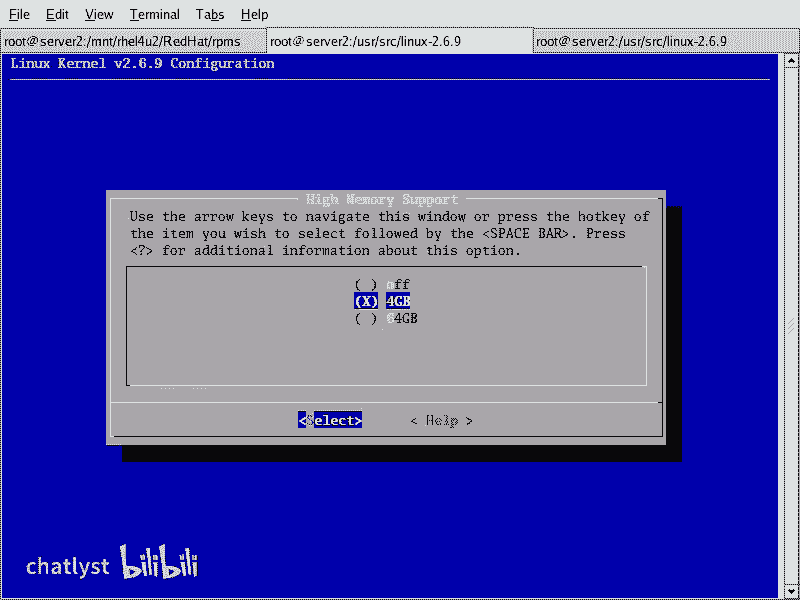 File Edit View Terminal Tabs Help
root@server2:/mnt/rhel4u2/RedHat/rpms root@server2:/usr/src/linux-2.6.9 root@server2:/usr/src/linux-2.6.9
Linux Kernel v2.6.9 Configuration
High Memory Support
Use the arrow keys to navigate this window or press the hotkey of
the item you wish to select followed by the <SPACE BAR>. Press
<?> for additional information about this option.
( ) off
(X) 4GB
( ) 64GB
<Select> < Help >
chatlyst bilibili